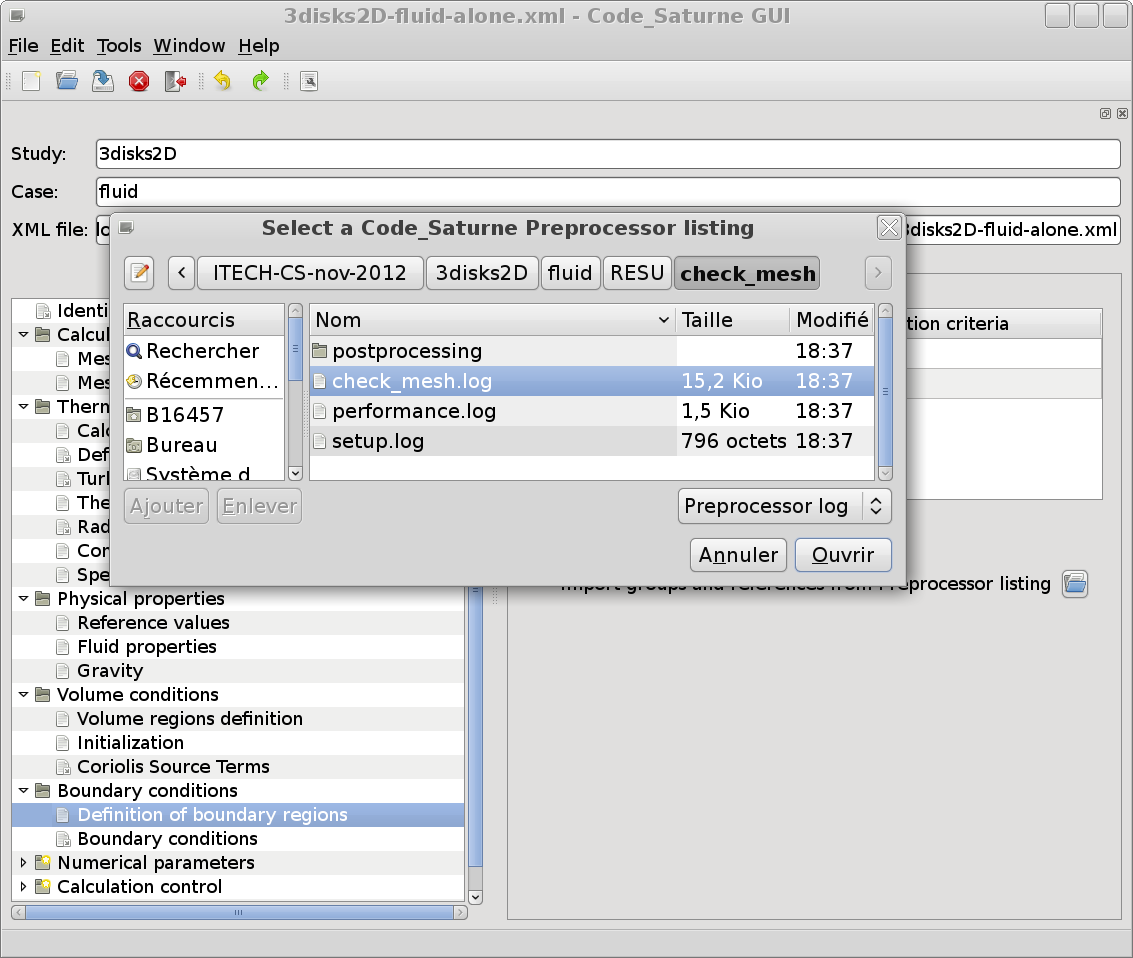 3disks2D-fluid-alone.xml - Code_Saturne GUI
File Edit Tools Window Help
Study: 3disks2D
Case: fluid
XML file: 3disks2D-fluid-alone.xml
Select a Code_Saturne Preprocessor listing
ITECH-CS-nov-2012 3disks2D fluid RESU check_mesh
Raccourcis
Rechercher
Récemmen...
B16457
Bureau
Système d
Nom Taille Modifié
postprocessing 18:37
check_mesh.log 15,2 Kio 18:37
performance.log 1,5 Kio 18:37
setup.log 796 octets 18:37
Ajouter Enlever
Preprocessor log
Annuler Ouvrir
tion criteria
Import groups and references from Preprocessor listing
Identi
Calcul
Mes
Mes
Therm
Calc
Def
Turl
The
Rad
Con
Spe
Physical properties
Reference values
Fluid properties
Gravity
Volume conditions
Volume regions definition
Initialization
Coriolis Source Terms
Boundary conditions
Definition of boundary regions
Boundary conditions
Numerical parameters
Calculation control